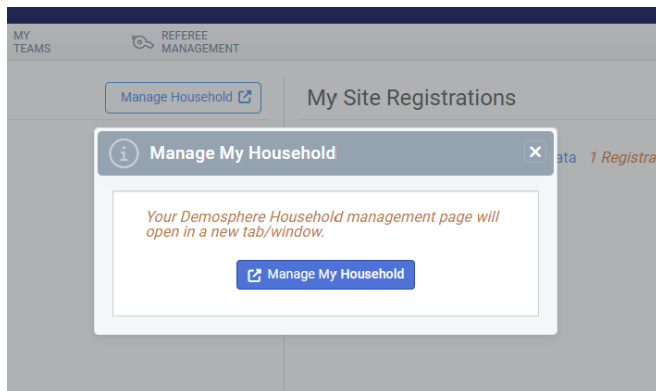 MY
TEAMS
REFEREE
MANAGEMENT
Manage Household
My Site Registrations
Manage My Household
ata 1 Registra
Your Demosphere Household management page will
open in a new tab/window.
Manage My Household